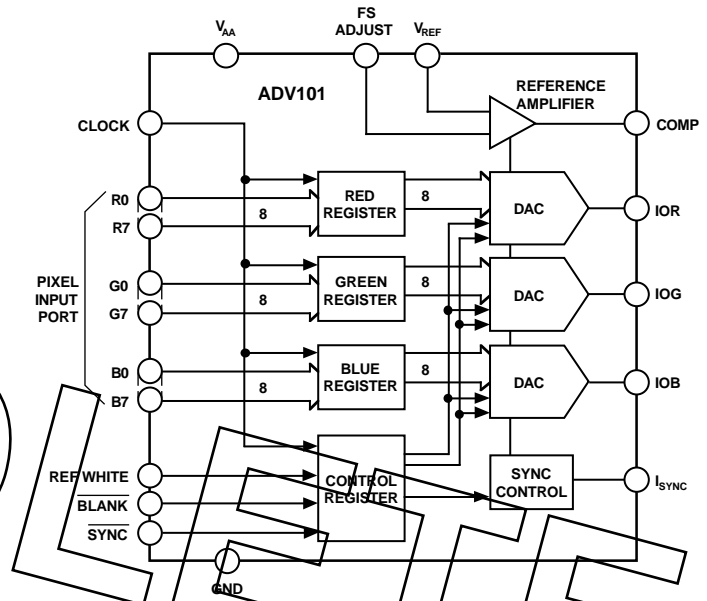 FS
ADJUST
VAA
VREF
ADV101
REFERENCE
AMPLIFIER
CLOCK
COMP
R0
R7
8
RED
REGISTER
8
DAC
IOR
PIXEL
INPUT
PORT
G0
G7
8
GREEN
REGISTER
8
DAC
IOG
B0
B7
8
BLUE
REGISTER
8
DAC
IOB
REF WHITE
BLANK
SYNC
CONTROL
REGISTER
SYNC
CONTROL
ISYNC
GND